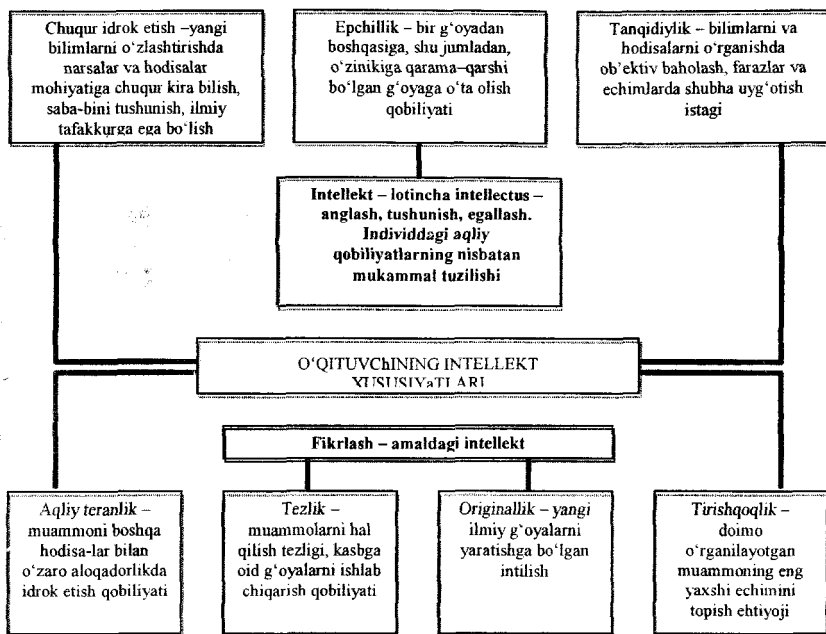 Chuqur idrok etish –yangi
bilimlarni o‘zlashtirishda
narsalar va hodisalar
mohiyatiga chuqur kira bilish,
saba-bini tushunish, ilmiy
tafakkurga ega bo‘lish
Epchillik – bir g‘oyadan
boshqasiga, shu jumladan,
o‘zinikiga qarama–qarshi
bo‘lgan g‘oyaga o‘ta olish
qobiliyati
Tanqidiylik – bilimlarni va
hodisalarni o‘rganishda
ob’ektiv baholash, farazlar va
echimlarda shubha uyg‘otish
istagi
Intellekt – lotincha intellectus –
anglash, tushunish, egallash.
Individdagi aqliy
qobiliyatlarning nisbatan
mukammal tuzilishi
O‘QITUVChINING INTELLEKT
XUSUSIYaTLARI
Fikrlash – amaldagi intellekt
Aqliy teranlik –
muammoni boshqa
hodisa-lar bilan
o‘zaro aloqadorlikda
idrok etish qobiliyati
Tezlik –
muammolarni hal
qilish tezligi, kasbga
oid g‘oyalarni ishlab
chiqarish qobiliyati
Originallik – yangi
ilmiy g‘oyalarni
yaratishga bo‘lgan
intilish
Tirishqoqlik –
doimo
o‘rganilayotgan
muammoning eng
yaxshi echimini
topish ehtiyoji